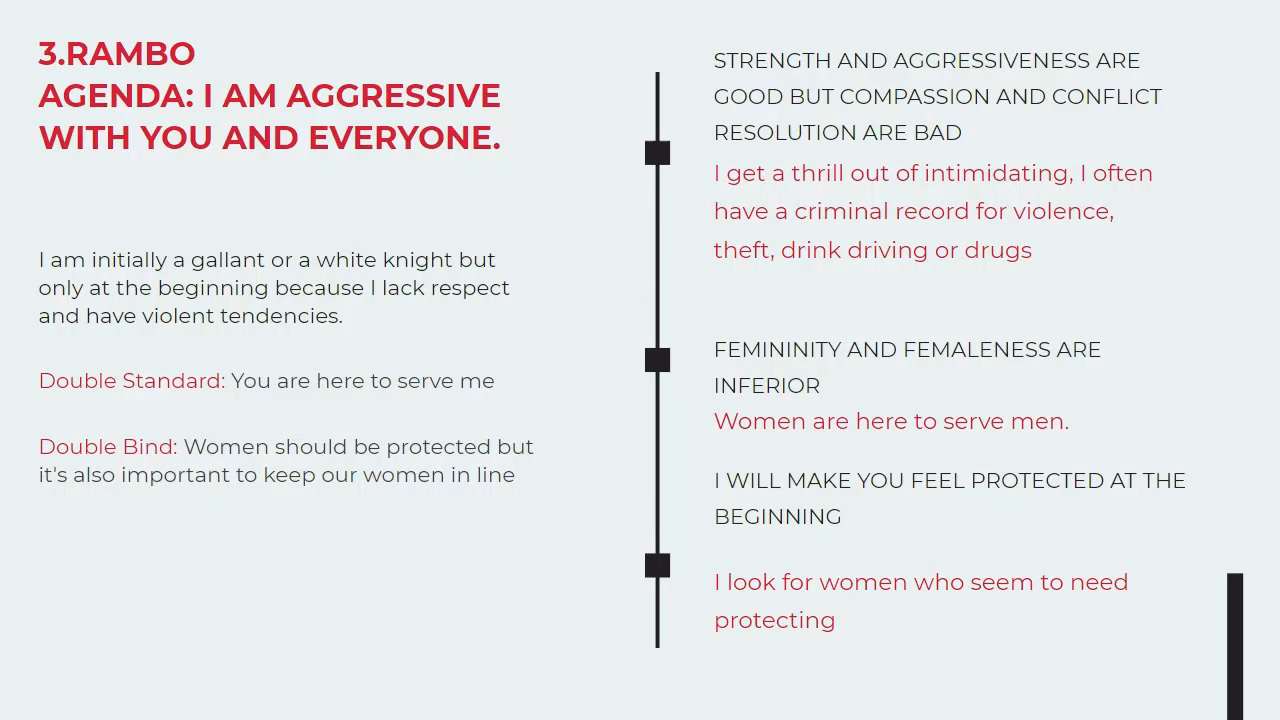 3.RAMBO
AGENDA: I AM AGGRESSIVE
WITH YOU AND EVERYONE.
I am initially a gallant or a white knight but
only at the beginning because I lack respect
and have violent tendencies.
Double Standard: You are here to serve me
Double Bind: Women should be protected but
it's also important to keep our women in line
STRENGTH AND AGGRESSIVENESS ARE
GOOD BUT COMPASSION AND CONFLICT
RESOLUTION ARE BAD
I get a thrill out of intimidating, I often
have a criminal record for violence,
theft, drink driving or drugs
FEMININITY AND FEMALENESS ARE
INFERIOR
Women are here to serve men.
I WILL MAKE YOU FEEL PROTECTED AT THE
BEGINNING
I look for women who seem to need
protecting